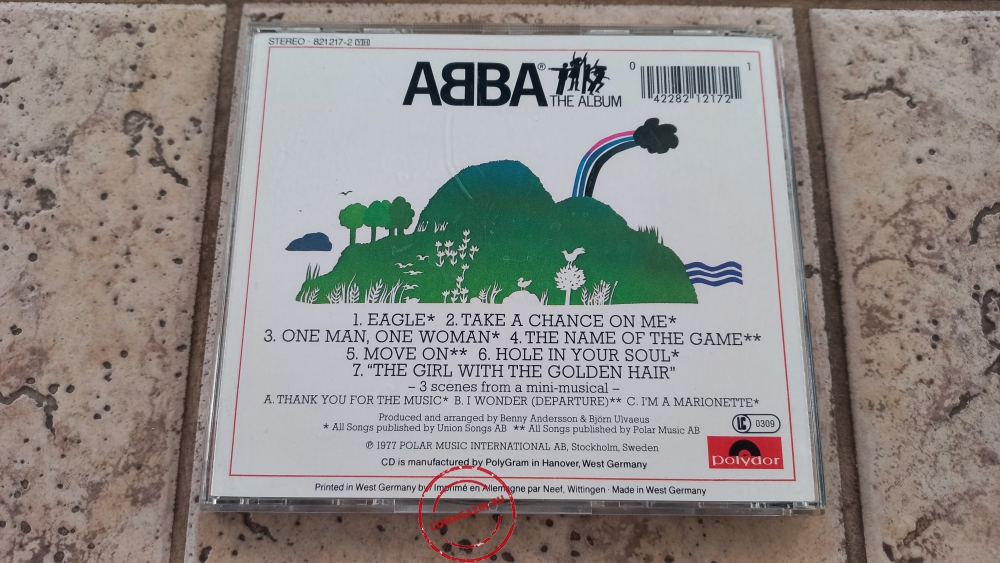 STEREO · 821 217-2 YH
ABBA®
THE ALBUM
0 42282 12172 1
1. EAGLE* 2. TAKE A CHANCE ON ME*
3. ONE MAN, ONE WOMAN* 4. THE NAME OF THE GAME**
5. MOVE ON** 6. HOLE IN YOUR SOUL*
7. "THE GIRL WITH THE GOLDEN HAIR"
– 3 scenes from a mini-musical –
A. THANK YOU FOR THE MUSIC* B. I WONDER (DEPARTURE)** C. I'M A MARIONETTE*
Produced and arranged by Benny Andersson & Björn Ulvaeus
* All Songs published by Union Songs AB ** All Songs published by Polar Music AB
LC 0309
℗ 1977 POLAR MUSIC INTERNATIONAL AB, Stockholm, Sweden
polydor
CD is manufactured by PolyGram in Hanover, West Germany
Printed in West Germany by / Imprimé en Allemagne par Neef, Wittingen · Made in West Germany